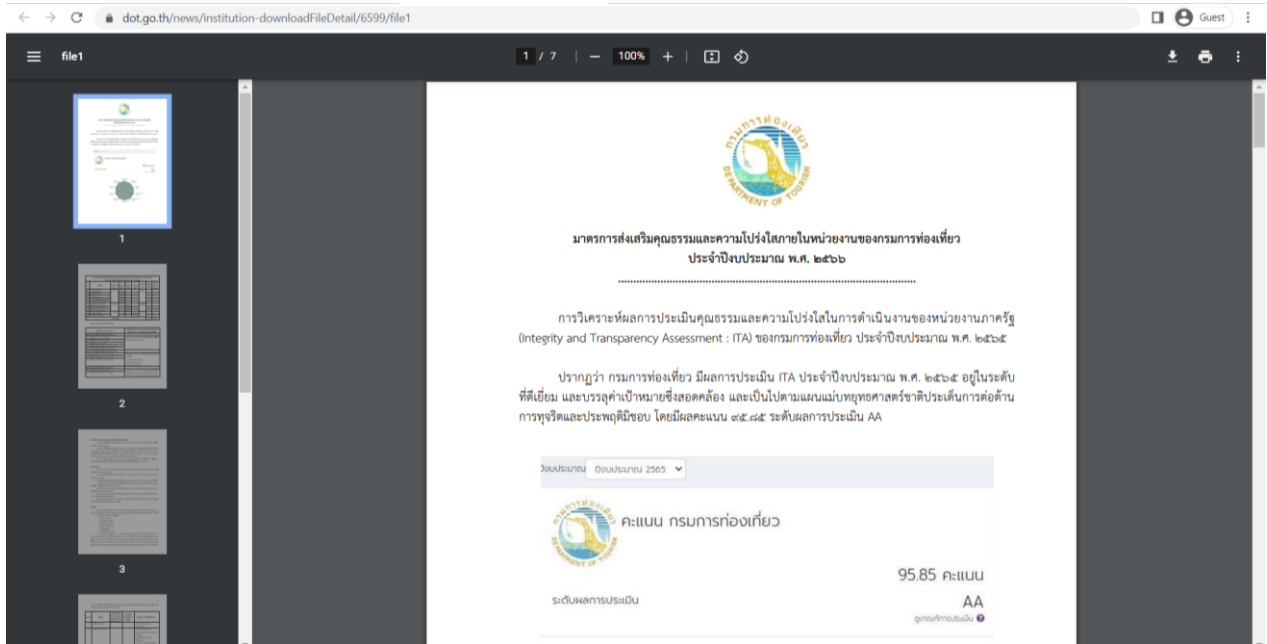 dot.go.th/news/institution-downloadFileDetail/6599/file1
Guest
file1
1 / 7
100%
1
2
3
กรมการท่องเที่ยว
DEPARTMENT OF TOURISM
มาตรการส่งเสริมคุณธรรมและความโปร่งใสภายในหน่วยงานของกรมการท่องเที่ยว
ประจำปีงบประมาณ พ.ศ. ๒๕๖๖
การวิเคราะห์ผลการประเมินคุณธรรมและความโปร่งใสในการดำเนินงานของหน่วยงานภาครัฐ
(Integrity and Transparency Assessment : ITA) ของกรมการท่องเที่ยว ประจำปีงบประมาณ พ.ศ. ๒๕๖๕
ปรากฏว่า กรมการท่องเที่ยว มีผลการประเมิน ITA ประจำปีงบประมาณ พ.ศ. ๒๕๖๕ อยู่ในระดับ
ที่ดีเยี่ยม และบรรลุค่าเป้าหมายซึ่งสอดคล้อง และเป็นไปตามแผนแม่บทยุทธศาสตร์ชาติประเด็นการต่อต้าน
การทุจริตและประพฤติมิชอบ โดยมีผลคะแนน ๙๕.๘๕ ระดับผลการประเมิน AA
ปีงบประมาณ ปีงบประมาณ 2565
กรมการท่องเที่ยว
DEPARTMENT OF TOURISM
คะแนน กรมการท่องเที่ยว
95.85 คะแนน
ระดับผลการประเมิน
AA
ดูเกณฑ์การประเมิน